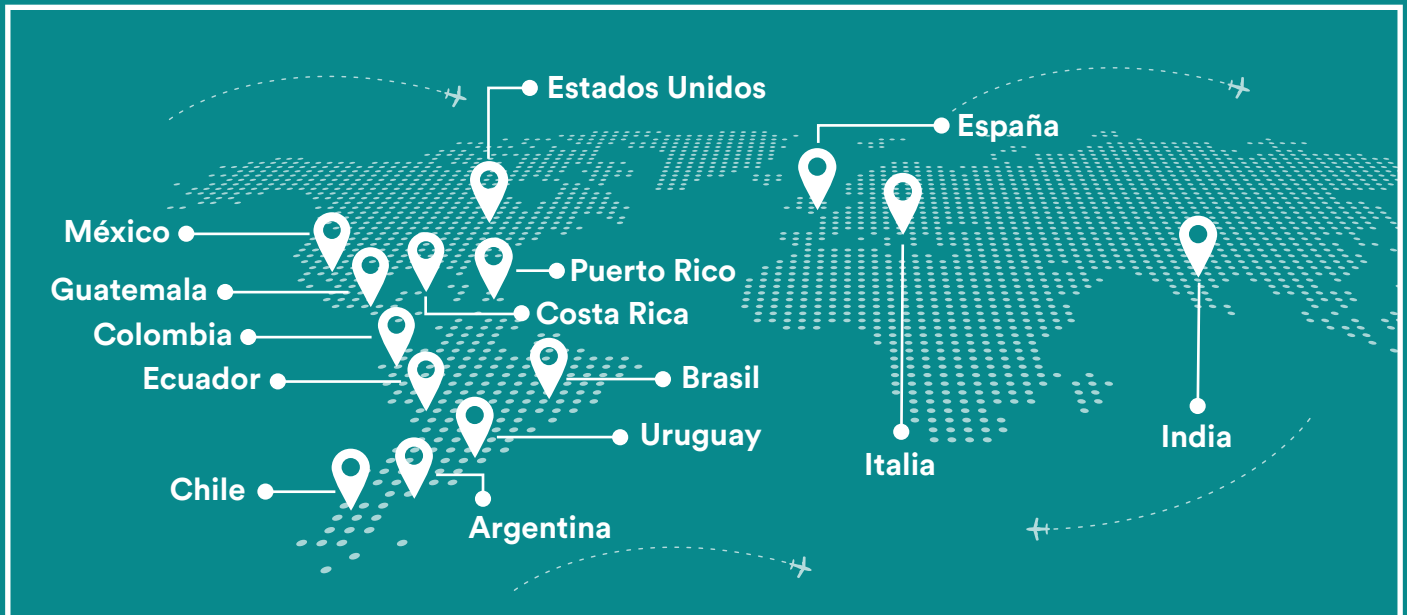 Estados Unidos
España
México
Puerto Rico
Guatemala
Costa Rica
Colombia
Ecuador
Brasil
Uruguay
India
Italia
Chile
Argentina